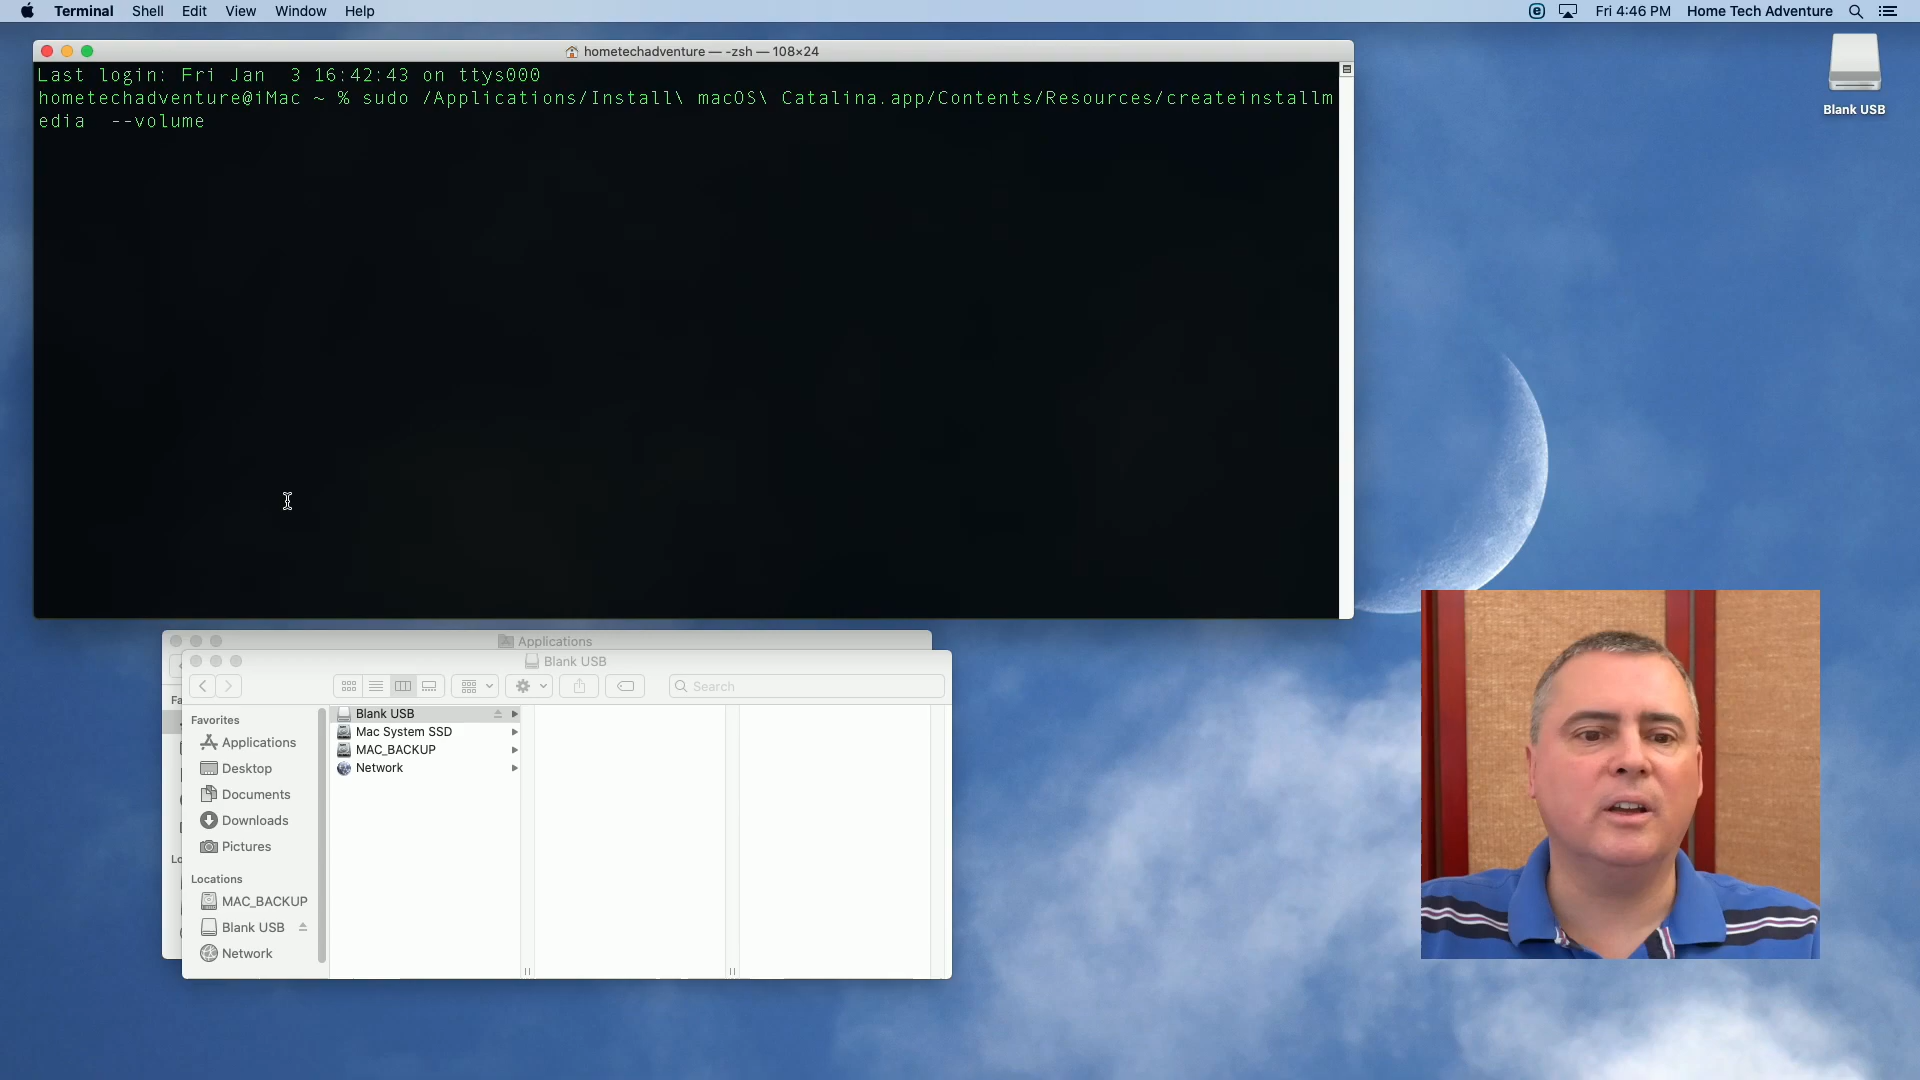 Terminal Shell Edit View Window Help
Fri 4:46 PM Home Tech Adventure
hometechadventure — -zsh — 108×24
Last login: Fri Jan  3 16:42:43 on ttys000
hometechadventure@iMac ~ % sudo /Applications/Install\ macOS\ Catalina.app/Contents/Resources/createinstallm
edia  --volume
Blank USB
Applications
Blank USB
Search
Fa
Lo
Favorites
Applications
Desktop
Documents
Downloads
Pictures
Locations
MAC_BACKUP
Blank USB
Network
Blank USB
Mac System SSD
MAC_BACKUP
Network